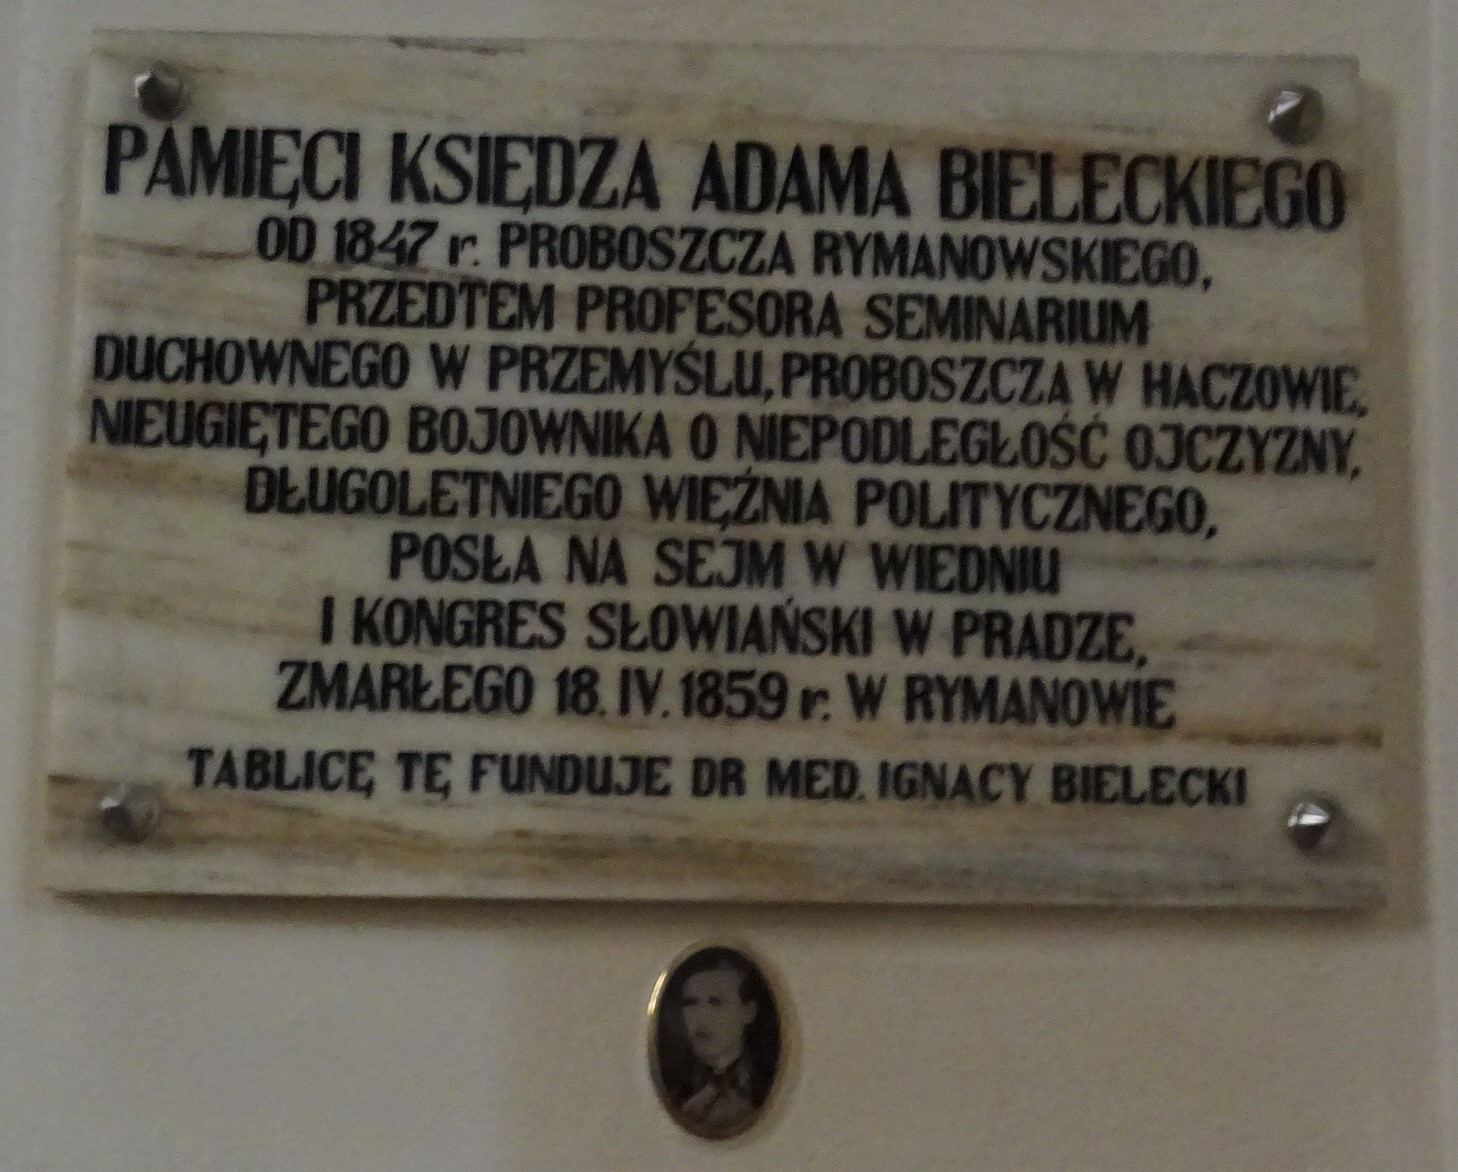 PAMIĘCI KSIĘDZA ADAMA BIELECKIEGO
OD 1847 r. PROBOSZCZA RYMANOWSKIEGO,
PRZEDTEM PROFESORA SEMINARIUM
DUCHOWNEGO W PRZEMYŚLU, PROBOSZCZA W HACZOWIE,
NIEUGIĘTEGO BOJOWNIKA O NIEPODLEGŁOŚĆ OJCZYZNY,
DŁUGOLETNIEGO WIĘŹNIA POLITYCZNEGO,
POSŁA NA SEJM W WIEDNIU
I KONGRES SŁOWIAŃSKI W PRADZE,
ZMARŁEGO 18. IV. 1859 r. W RYMANOWIE
TABLICĘ TĘ FUNDUJE DR MED. IGNACY BIELECKI